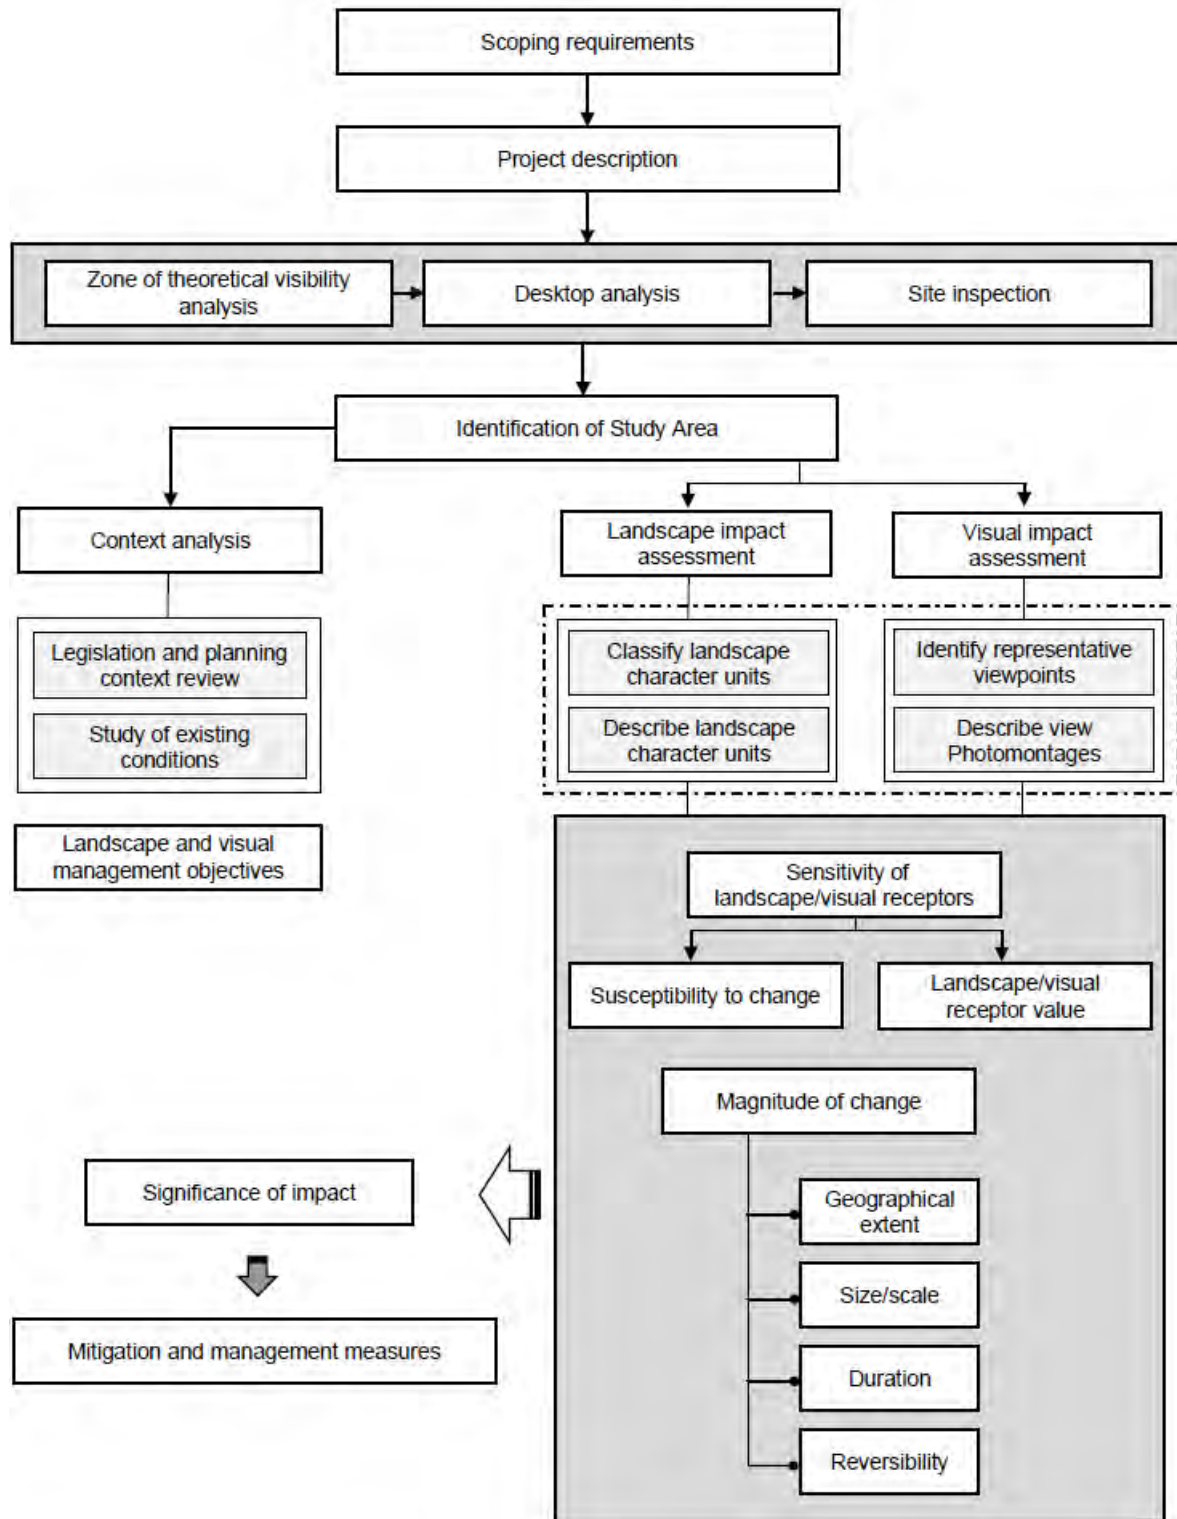 Scoping requirements
Project description
Zone of theoretical visibility
analysis
Desktop analysis
Site inspection
Identification of Study Area
Context analysis
Landscape impact
assessment
Visual impact
assessment
Legislation and planning
context review
Study of existing
conditions
Classify landscape
character units
Describe landscape
character units
Identify representative
viewpoints
Describe view
Photomontages
Landscape and visual
management objectives
Sensitivity of
landscape/visual receptors
Susceptibility to change
Landscape/visual
receptor value
Magnitude of change
Geographical
extent
Size/scale
Duration
Reversibility
Significance of impact
Mitigation and management measures